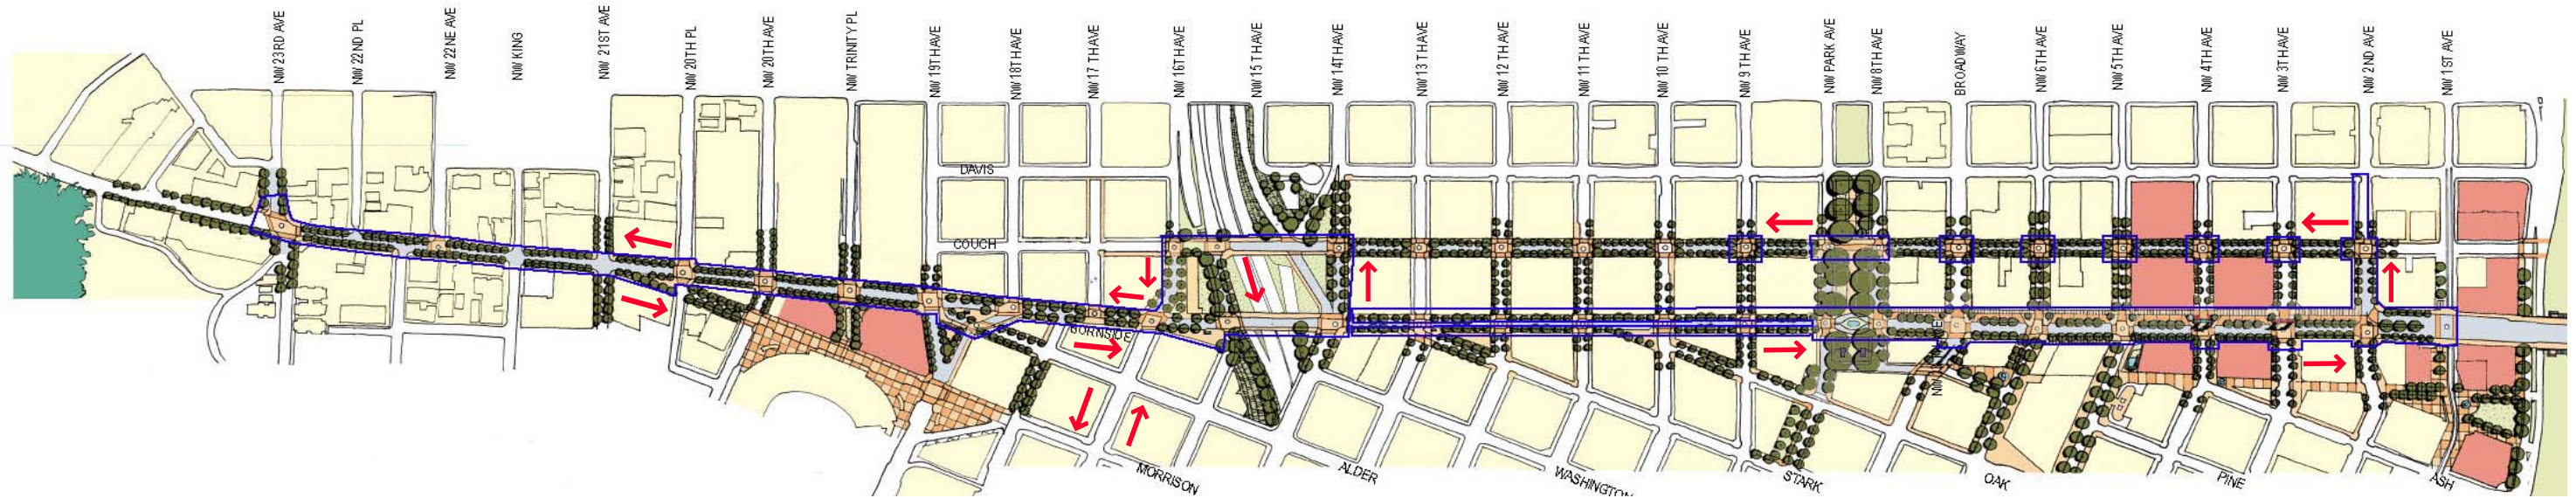 NW 23RD AVE
NW 22ND PL
NW 22NE AVE
NW KING
NW 21ST AVE
NW 20TH PL
NW 20TH AVE
NW TRINITY PL
NW 19TH AVE
NW 18TH AVE
NW 17TH AVE
NW 16TH AVE
NW 15TH AVE
NW 14TH AVE
NW 13TH AVE
NW 12TH AVE
NW 11TH AVE
NW 10TH AVE
NW 9TH AVE
NW PARK AVE
NW 8TH AVE
BROADWAY
NW 6TH AVE
NW 5TH AVE
NW 4TH AVE
NW 3TH AVE
NW 2ND AVE
NW 1ST AVE
DAVIS
COUCH
BURNSIDE
MORRISON
ALDER
WASHINGTON
STARK
OAK
PINE
ASH